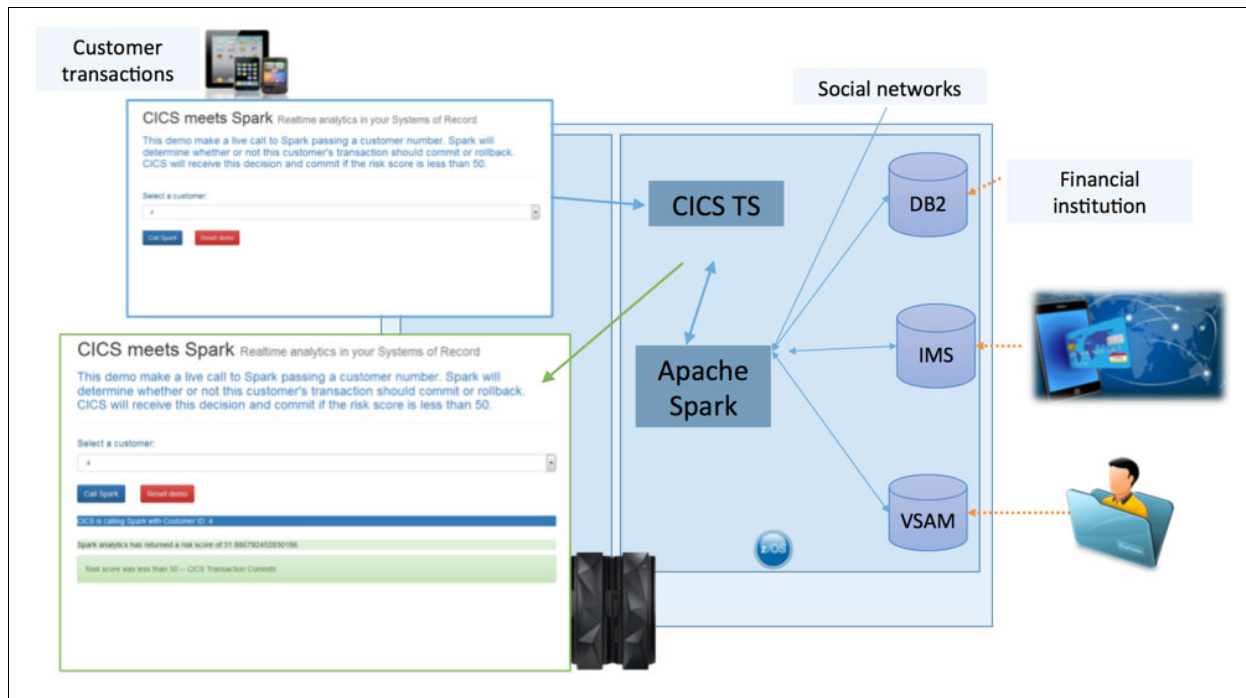 Customer
transactions
CICS meets Spark Realtime analytics in your Systems of Record
This demo make a live call to Spark passing a customer number. Spark will
determine whether or not this customer's transaction should commit or rollback.
CICS will receive this decision and commit if the risk score is less than 50.
Select a customer:
4
Call Spark Reset demo
CICS meets Spark Realtime analytics in your Systems of Record
This demo make a live call to Spark passing a customer number. Spark will
determine whether or not this customer's transaction should commit or rollback.
CICS will receive this decision and commit if the risk score is less than 50.
Select a customer:
4
Call Spark Reset demo
CICS is calling Spark with Customer ID: 4
Spark analytics has returned a risk score of 31.886792452830186
Risk score was less than 50 -- CICS Transaction Commits
Social networks
CICS TS
Apache
Spark
DB2
IMS
VSAM
z/OS
Financial
institution